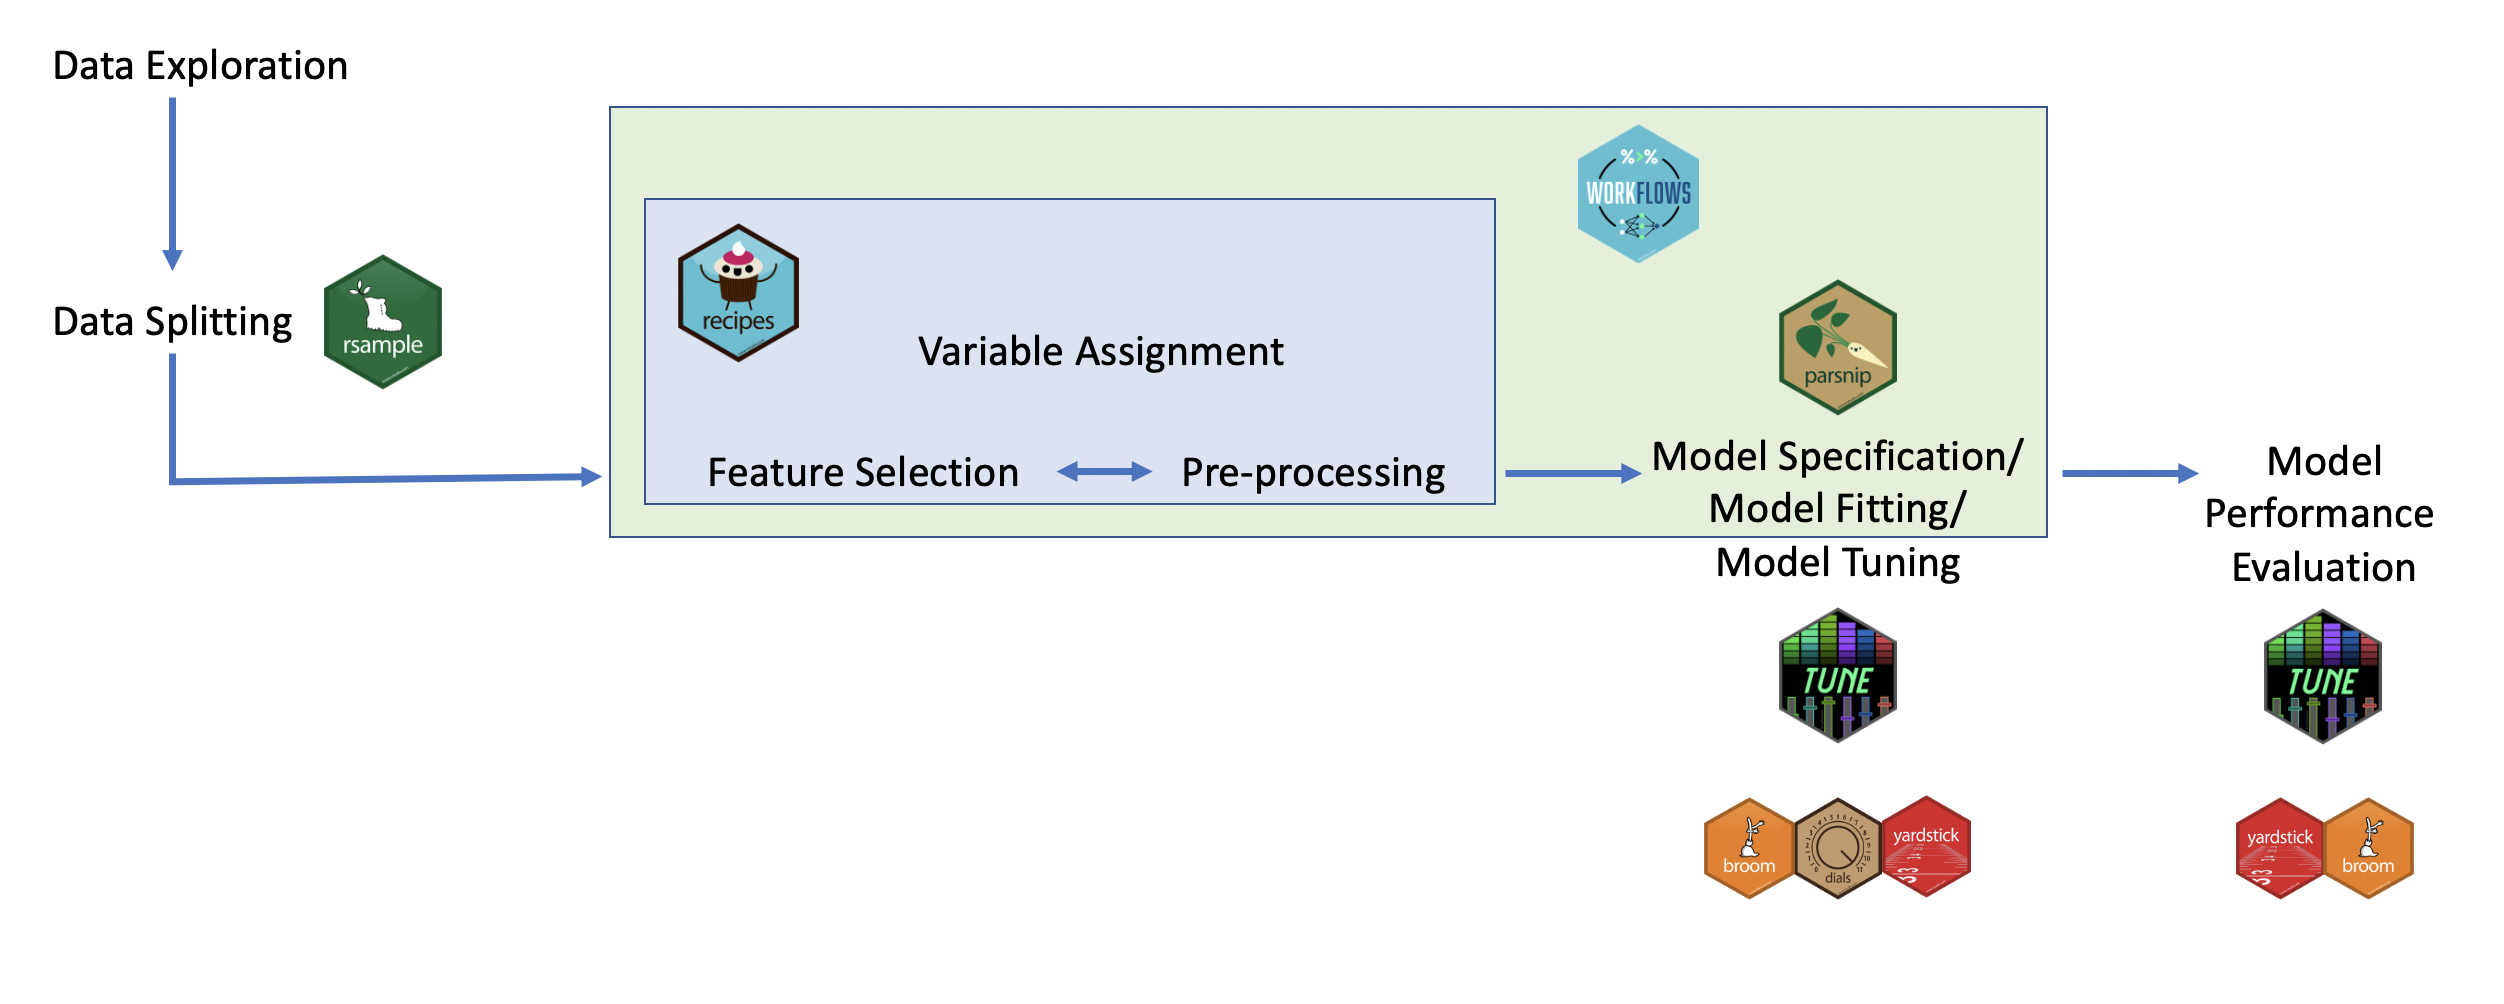 Data Exploration
Data Splitting
rsample
recipes
Variable Assignment
Feature Selection
Pre-processing
%>%
WORKFLOWS
parsnip
Model Specification/
Model Fitting/
Model Tuning
TUNE
broom
dials
yardstick
Model
Performance
Evaluation
TUNE
yardstick
broom